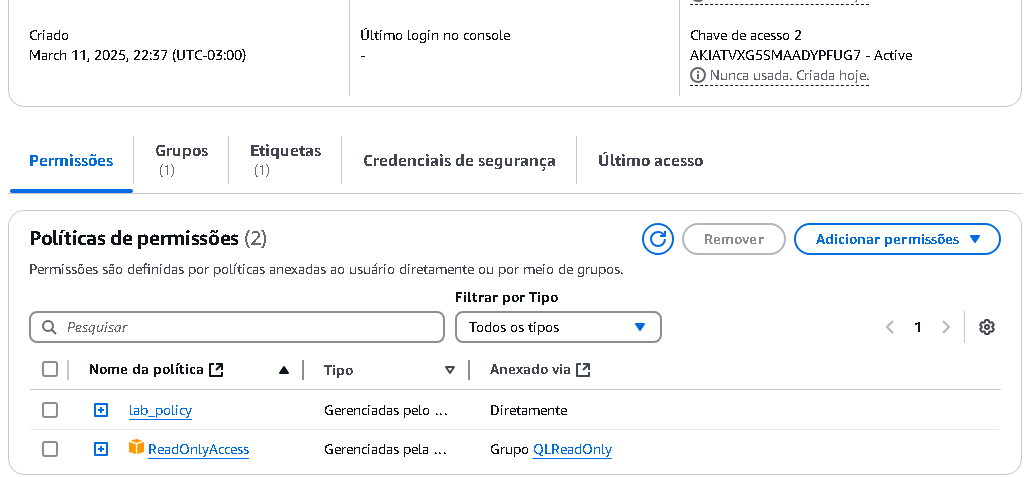 Criado
March 11, 2025, 22:37 (UTC-03:00)
Último login no console
-
Chave de acesso 2
AKIATVXG5SMAADYPFUG7 - Active
Nunca usada. Criada hoje.
Permissões
Grupos
(1)
Etiquetas
(1)
Credenciais de segurança
Último acesso
Políticas de permissões (2)
Remover
Adicionar permissões
Permissões são definidas por políticas anexadas ao usuário diretamente ou por meio de grupos.
Filtrar por Tipo
Pesquisar
Todos os tipos
1
Nome da política
Tipo
Anexado via
lab_policy
Gerenciadas pelo ...
Diretamente
ReadOnlyAccess
Gerenciadas pela ...
Grupo QLReadOnly